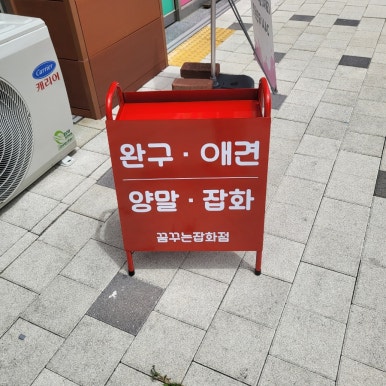 Carrier
캐리어
완구 · 애견
양말 · 잡화
꿈꾸는잡화점